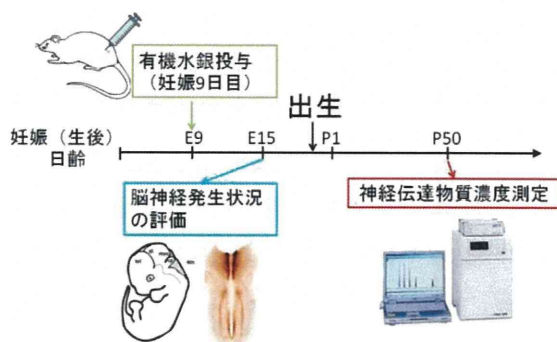 有機水銀投与
（妊娠9日目）
出生
妊娠（生後）
日齢
E9
E15
P1
P50
脳神経発生状況
の評価
神経伝達物質濃度測定